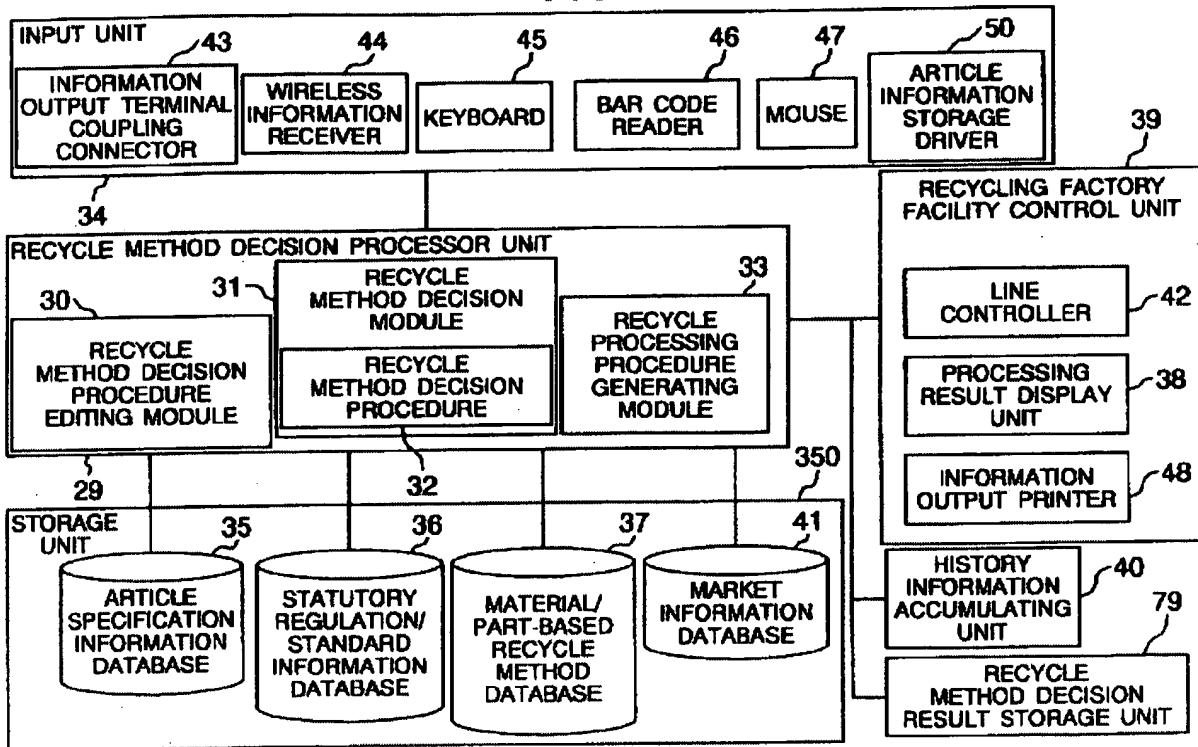 INPUT UNIT
43
44
45
46
47
50
INFORMATION
OUTPUT TERMINAL
COUPLING
CONNECTOR
WIRELESS
INFORMATION
RECEIVER
KEYBOARD
BAR CODE
READER
MOUSE
ARTICLE
INFORMATION
STORAGE
DRIVER
34
39
RECYCLING FACTORY
FACILITY CONTROL UNIT
LINE
CONTROLLER
42
PROCESSING
RESULT DISPLAY
UNIT
38
INFORMATION
OUTPUT PRINTER
48
RECYCLE METHOD DECISION PROCESSOR UNIT
30
31
33
RECYCLE
METHOD DECISION
PROCEDURE
EDITING MODULE
RECYCLE
METHOD DECISION
MODULE
RECYCLE
METHOD DECISION
PROCEDURE
RECYCLE
PROCESSING
PROCEDURE
GENERATING
MODULE
29
32
350
STORAGE
UNIT
35
36
37
41
ARTICLE
SPECIFICATION
INFORMATION
DATABASE
STATUTORY
REGULATION/
STANDARD
INFORMATION
DATABASE
MATERIAL/
PART-BASED
RECYCLE
METHOD
DATABASE
MARKET
INFORMATION
DATABASE
HISTORY
INFORMATION
ACCUMULATING
UNIT
40
79
RECYCLE
METHOD DECISION
RESULT STORAGE UNIT